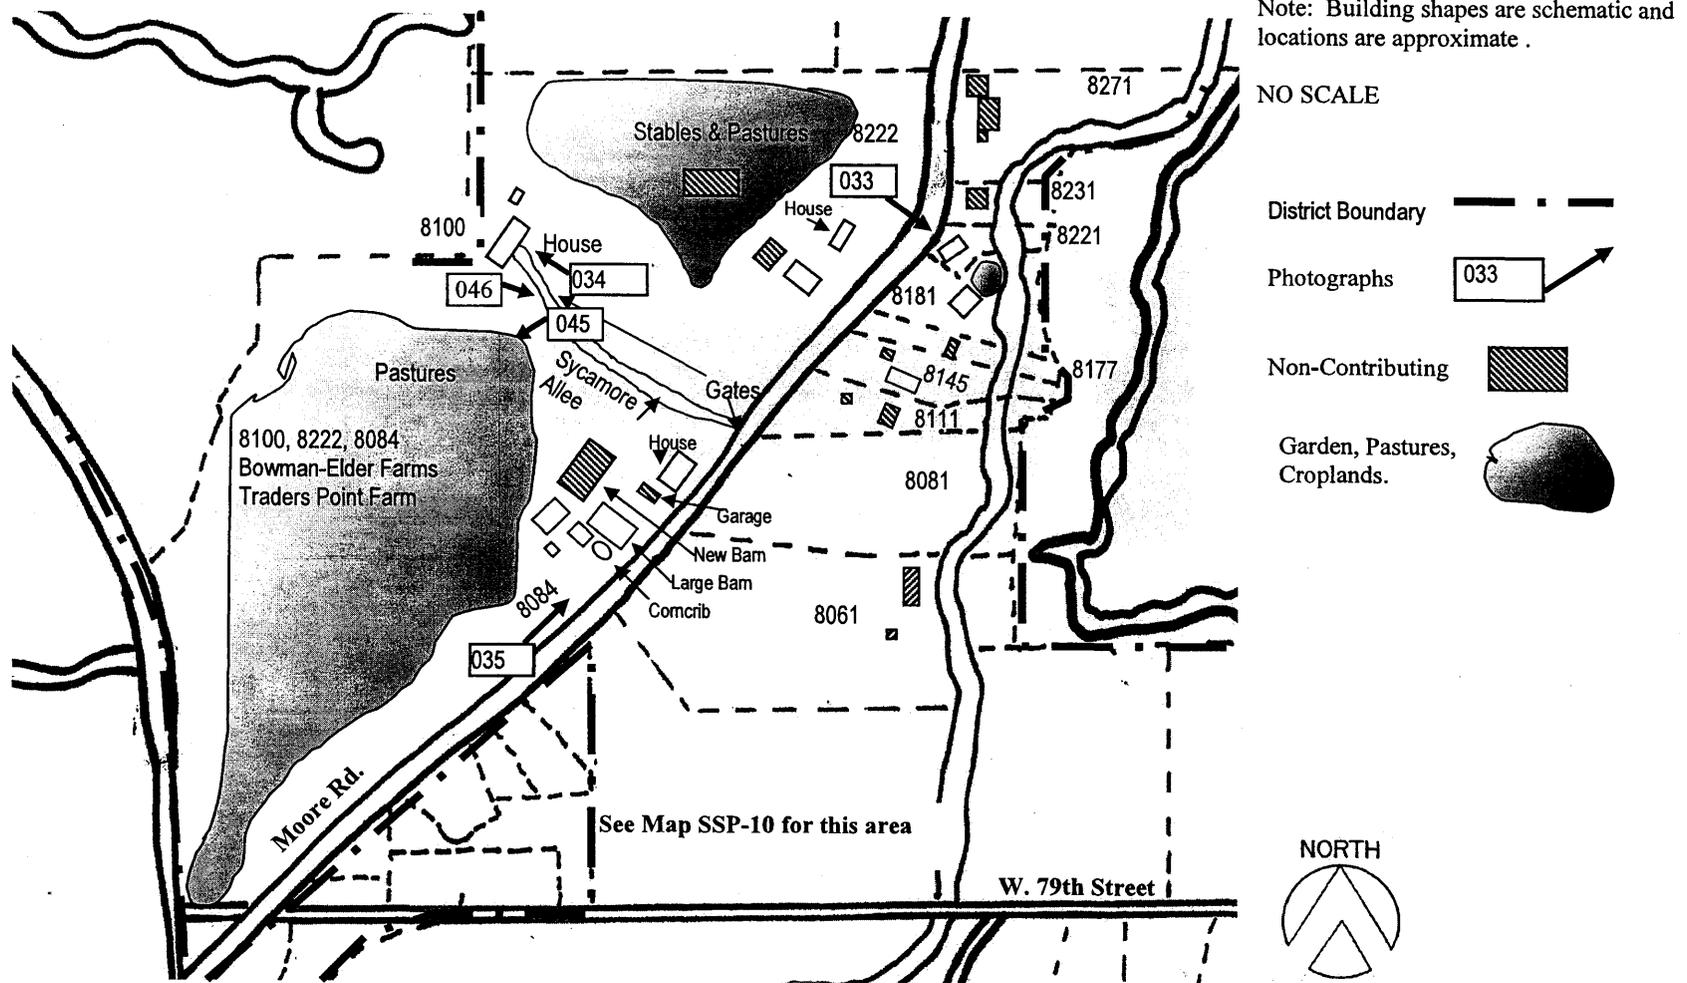 Note: Building shapes are schematic and
locations are approximate .
NO SCALE
8271
Stables & Pastures
8222
033
8231
House
8100
House
8221
034
046
8181
045
Pastures
Sycamore
Allee
Gates
8145
8177
8111
House
8100, 8222, 8084
Bowman-Elder Farms
Traders Point Farm
8081
Garage
New Barn
Large Barn
Corncrib
8084
8061
035
Moore Rd.
See Map SSP-10 for this area
W. 79th Street
District Boundary
Photographs
033
Non-Contributing
Garden, Pastures,
Croplands.
NORTH